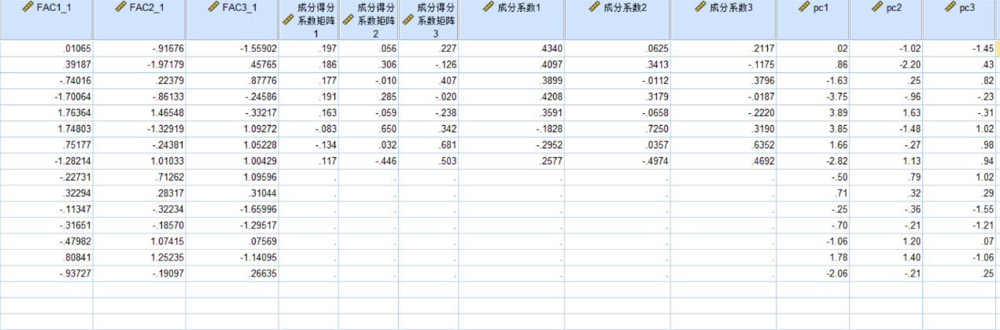 FAC1_1 FAC2_1 FAC3_1 成分得分系数矩阵1 成分得分系数矩阵2 成分得分系数矩阵3 成分系数1 成分系数2 成分系数3 pc1 pc2 pc3
.01065 -.91676 -1.55902 .197 .056 .227 .4340 .0625 .2117 .02 -1.02 -1.45
.39187 -1.97179 .45765 .186 .306 -.126 .4097 .3413 -.1175 .86 -2.20 .43
-.74016 .22379 .87776 .177 -.010 .407 .3899 -.0112 .3796 -1.63 .25 .82
-1.70064 -.86133 -.24586 .191 .285 -.020 .4208 .3179 -.0187 -3.75 -.96 -.23
1.76364 1.46548 -.33217 .163 -.059 -.238 .3591 -.0658 -.2220 3.89 1.63 -.31
1.74803 -1.32919 1.09272 -.083 .650 .342 -.1828 .7250 .3190 3.85 -1.48 1.02
.75177 -.24381 1.05228 -.134 .032 .681 -.2952 .0357 .6352 1.66 -.27 .98
-1.28214 1.01033 1.00429 .117 -.446 .503 .2577 -.4974 .4692 -2.82 1.13 .94
-.22731 .71262 1.09596 . . . . . . -.50 .79 1.02
.32294 .28317 .31044 . . . . . . .71 .32 .29
-.11347 -.32234 -1.65996 . . . . . . -.25 -.36 -1.55
-.31651 -.18570 -1.29517 . . . . . . -.70 -.21 -1.21
-.47982 1.07415 .07569 . . . . . . -1.06 1.20 .07
.80841 1.25235 -1.14095 . . . . . . 1.78 1.40 -1.06
-.93727 -.19097 .26635 . . . . . . -2.06 -.21 .25